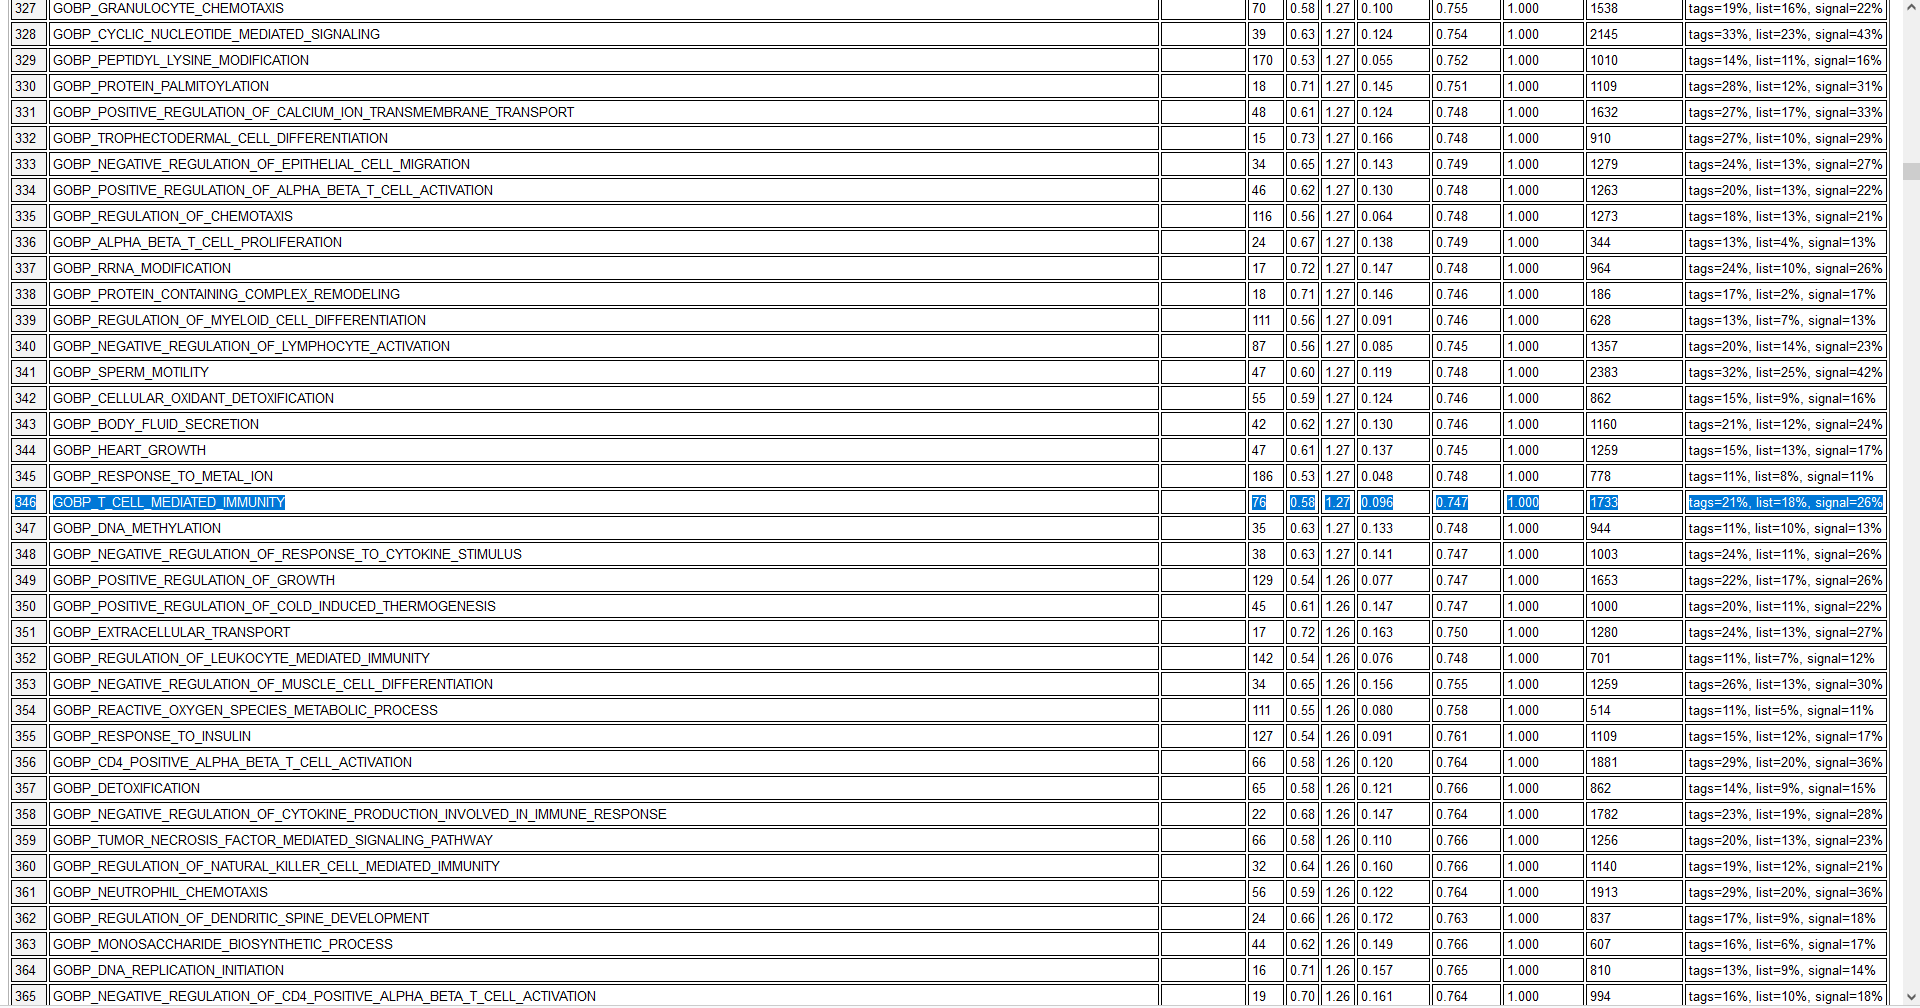 327 GOBP_GRANULOCYTE_CHEMOTAXIS 70 0.58 1.27 0.100 0.755 1.000 1538 tags=19%, list=16%, signal=22%
328 GOBP_CYCLIC_NUCLEOTIDE_MEDIATED_SIGNALING 39 0.63 1.27 0.124 0.754 1.000 2145 tags=33%, list=23%, signal=43%
329 GOBP_PEPTIDYL_LYSINE_MODIFICATION 170 0.53 1.27 0.055 0.752 1.000 1010 tags=14%, list=11%, signal=16%
330 GOBP_PROTEIN_PALMITOYLATION 18 0.71 1.27 0.145 0.751 1.000 1109 tags=28%, list=12%, signal=31%
331 GOBP_POSITIVE_REGULATION_OF_CALCIUM_ION_TRANSMEMBRANE_TRANSPORT 48 0.61 1.27 0.124 0.748 1.000 1632 tags=27%, list=17%, signal=33%
332 GOBP_TROPHECTODERMAL_CELL_DIFFERENTIATION 15 0.73 1.27 0.166 0.748 1.000 910 tags=27%, list=10%, signal=29%
333 GOBP_NEGATIVE_REGULATION_OF_EPITHELIAL_CELL_MIGRATION 34 0.65 1.27 0.143 0.749 1.000 1279 tags=24%, list=13%, signal=27%
334 GOBP_POSITIVE_REGULATION_OF_ALPHA_BETA_T_CELL_ACTIVATION 46 0.62 1.27 0.130 0.748 1.000 1263 tags=20%, list=13%, signal=22%
335 GOBP_REGULATION_OF_CHEMOTAXIS 116 0.56 1.27 0.064 0.748 1.000 1273 tags=18%, list=13%, signal=21%
336 GOBP_ALPHA_BETA_T_CELL_PROLIFERATION 24 0.67 1.27 0.138 0.749 1.000 344 tags=13%, list=4%, signal=13%
337 GOBP_RRNA_MODIFICATION 17 0.72 1.27 0.147 0.748 1.000 964 tags=24%, list=10%, signal=26%
338 GOBP_PROTEIN_CONTAINING_COMPLEX_REMODELING 18 0.71 1.27 0.146 0.746 1.000 186 tags=17%, list=2%, signal=17%
339 GOBP_REGULATION_OF_MYELOID_CELL_DIFFERENTIATION 111 0.56 1.27 0.091 0.746 1.000 628 tags=13%, list=7%, signal=13%
340 GOBP_NEGATIVE_REGULATION_OF_LYMPHOCYTE_ACTIVATION 87 0.56 1.27 0.085 0.745 1.000 1357 tags=20%, list=14%, signal=23%
341 GOBP_SPERM_MOTILITY 47 0.60 1.27 0.119 0.748 1.000 2383 tags=32%, list=25%, signal=42%
342 GOBP_CELLULAR_OXIDANT_DETOXIFICATION 55 0.59 1.27 0.124 0.746 1.000 862 tags=15%, list=9%, signal=16%
343 GOBP_BODY_FLUID_SECRETION 42 0.62 1.27 0.130 0.746 1.000 1160 tags=21%, list=12%, signal=24%
344 GOBP_HEART_GROWTH 47 0.61 1.27 0.137 0.745 1.000 1259 tags=15%, list=13%, signal=17%
345 GOBP_RESPONSE_TO_METAL_ION 186 0.53 1.27 0.048 0.748 1.000 778 tags=11%, list=8%, signal=11%
346 GOBP_T_CELL_MEDIATED_IMMUNITY 76 0.58 1.27 0.096 0.747 1.000 1733 tags=21%, list=18%, signal=26%
347 GOBP_DNA_METHYLATION 35 0.63 1.27 0.133 0.748 1.000 944 tags=11%, list=10%, signal=13%
348 GOBP_NEGATIVE_REGULATION_OF_RESPONSE_TO_CYTOKINE_STIMULUS 38 0.63 1.27 0.141 0.747 1.000 1003 tags=24%, list=11%, signal=26%
349 GOBP_POSITIVE_REGULATION_OF_GROWTH 129 0.54 1.26 0.077 0.747 1.000 1653 tags=22%, list=17%, signal=26%
350 GOBP_POSITIVE_REGULATION_OF_COLD_INDUCED_THERMOGENESIS 45 0.61 1.26 0.147 0.747 1.000 1000 tags=20%, list=11%, signal=22%
351 GOBP_EXTRACELLULAR_TRANSPORT 17 0.72 1.26 0.163 0.750 1.000 1280 tags=24%, list=13%, signal=27%
352 GOBP_REGULATION_OF_LEUKOCYTE_MEDIATED_IMMUNITY 142 0.54 1.26 0.076 0.748 1.000 701 tags=11%, list=7%, signal=12%
353 GOBP_NEGATIVE_REGULATION_OF_MUSCLE_CELL_DIFFERENTIATION 34 0.65 1.26 0.156 0.755 1.000 1259 tags=26%, list=13%, signal=30%
354 GOBP_REACTIVE_OXYGEN_SPECIES_METABOLIC_PROCESS 111 0.55 1.26 0.080 0.758 1.000 514 tags=11%, list=5%, signal=11%
355 GOBP_RESPONSE_TO_INSULIN 127 0.54 1.26 0.091 0.761 1.000 1109 tags=15%, list=12%, signal=17%
356 GOBP_CD4_POSITIVE_ALPHA_BETA_T_CELL_ACTIVATION 66 0.58 1.26 0.120 0.764 1.000 1881 tags=29%, list=20%, signal=36%
357 GOBP_DETOXIFICATION 65 0.58 1.26 0.121 0.766 1.000 862 tags=14%, list=9%, signal=15%
358 GOBP_NEGATIVE_REGULATION_OF_CYTOKINE_PRODUCTION_INVOLVED_IN_IMMUNE_RESPONSE 22 0.68 1.26 0.147 0.764 1.000 1782 tags=23%, list=19%, signal=28%
359 GOBP_TUMOR_NECROSIS_FACTOR_MEDIATED_SIGNALING_PATHWAY 66 0.58 1.26 0.110 0.766 1.000 1256 tags=20%, list=13%, signal=23%
360 GOBP_REGULATION_OF_NATURAL_KILLER_CELL_MEDIATED_IMMUNITY 32 0.64 1.26 0.160 0.766 1.000 1140 tags=19%, list=12%, signal=21%
361 GOBP_NEUTROPHIL_CHEMOTAXIS 56 0.59 1.26 0.122 0.764 1.000 1913 tags=29%, list=20%, signal=36%
362 GOBP_REGULATION_OF_DENDRITIC_SPINE_DEVELOPMENT 24 0.66 1.26 0.172 0.763 1.000 837 tags=17%, list=9%, signal=18%
363 GOBP_MONOSACCHARIDE_BIOSYNTHETIC_PROCESS 44 0.62 1.26 0.149 0.766 1.000 607 tags=16%, list=6%, signal=17%
364 GOBP_DNA_REPLICATION_INITIATION 16 0.71 1.26 0.157 0.765 1.000 810 tags=13%, list=9%, signal=14%
365 GOBP_NEGATIVE_REGULATION_OF_CD4_POSITIVE_ALPHA_BETA_T_CELL_ACTIVATION 19 0.70 1.26 0.161 0.764 1.000 994 tags=16%, list=10%, signal=18%